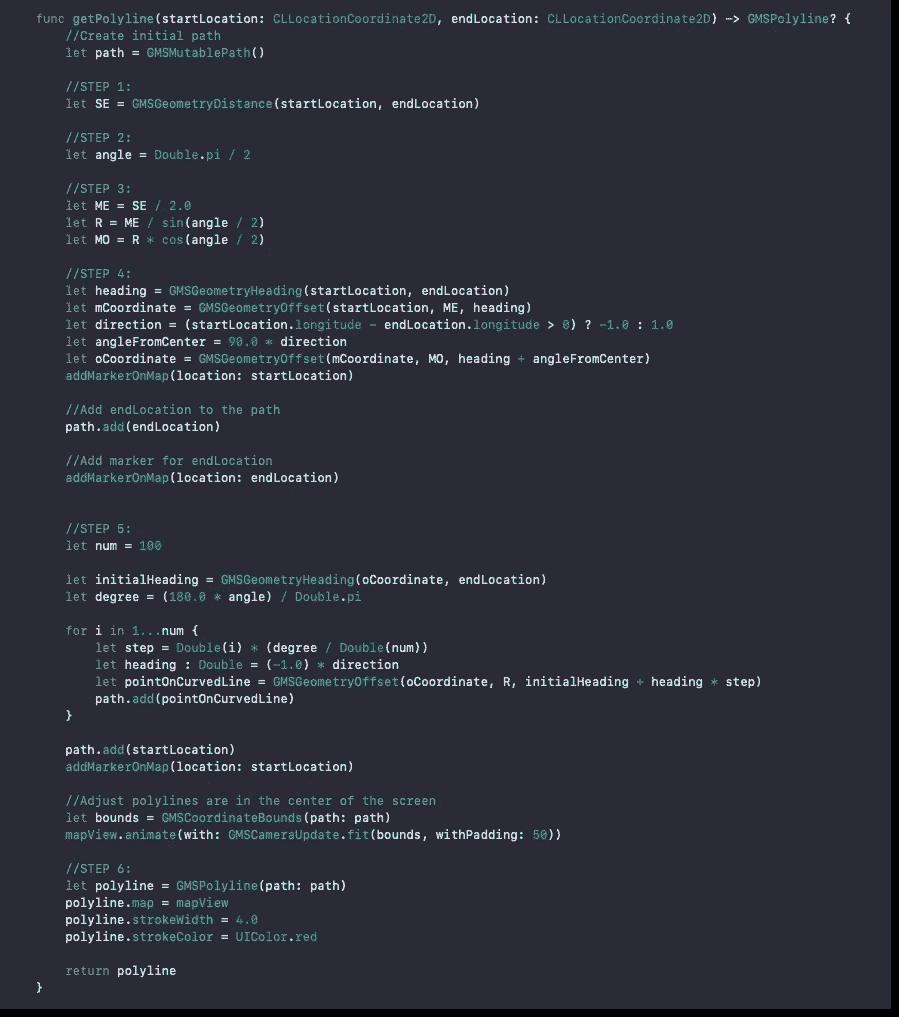 func getPolyline(startLocation: CLLocationCoordinate2D, endLocation: CLLocationCoordinate2D) -> GMSPolyline? {
    //Create initial path
    let path = GMSMutablePath()

    //STEP 1:
    let SE = GMSGeometryDistance(startLocation, endLocation)

    //STEP 2:
    let angle = Double.pi / 2

    //STEP 3:
    let ME = SE / 2.0
    let R = ME / sin(angle / 2)
    let MO = R * cos(angle / 2)

    //STEP 4:
    let heading = GMSGeometryHeading(startLocation, endLocation)
    let mCoordinate = GMSGeometryOffset(startLocation, ME, heading)
    let direction = (startLocation.longitude - endLocation.longitude > 0) ? -1.0 : 1.0
    let angleFromCenter = 90.0 * direction
    let oCoordinate = GMSGeometryOffset(mCoordinate, MO, heading + angleFromCenter)
    addMarkerOnMap(location: startLocation)

    //Add endLocation to the path
    path.add(endLocation)

    //Add marker for endLocation
    addMarkerOnMap(location: endLocation)


    //STEP 5:
    let num = 100

    let initialHeading = GMSGeometryHeading(oCoordinate, endLocation)
    let degree = (180.0 * angle) / Double.pi

    for i in 1...num {
        let step = Double(i) * (degree / Double(num))
        let heading : Double = (-1.0) * direction
        let pointOnCurvedLine = GMSGeometryOffset(oCoordinate, R, initialHeading + heading * step)
        path.add(pointOnCurvedLine)
    }

    path.add(startLocation)
    addMarkerOnMap(location: startLocation)

    //Adjust polylines are in the center of the screen
    let bounds = GMSCoordinateBounds(path: path)
    mapView.animate(with: GMSCameraUpdate.fit(bounds, withPadding: 50))

    //STEP 6:
    let polyline = GMSPolyline(path: path)
    polyline.map = mapView
    polyline.strokeWidth = 4.0
    polyline.strokeColor = UIColor.red

    return polyline
}